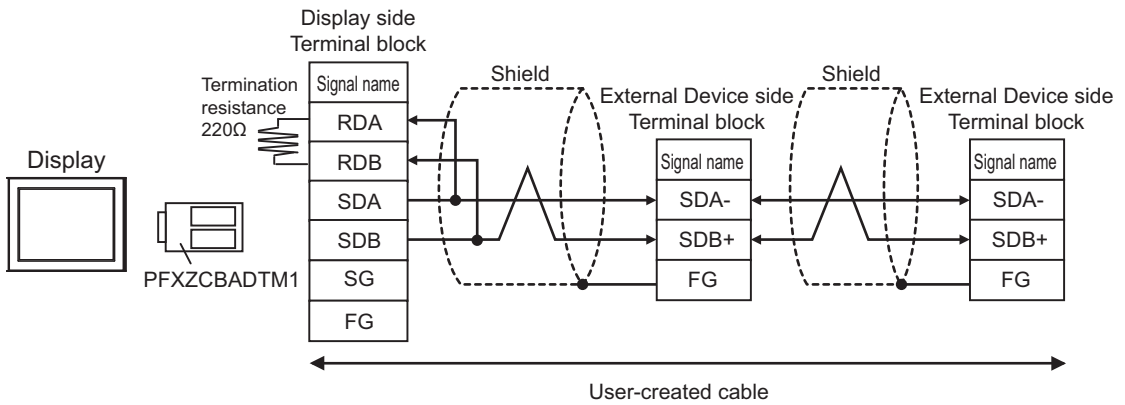 Display side
Terminal block
Termination
resistance
220Ω
Signal name
RDA
RDB
SDA
SDB
SG
FG
Display
PFXZCBADTM1
Shield
External Device side
Terminal block
Signal name
SDA-
SDB+
FG
Shield
External Device side
Terminal block
Signal name
SDA-
SDB+
FG
User-created cable